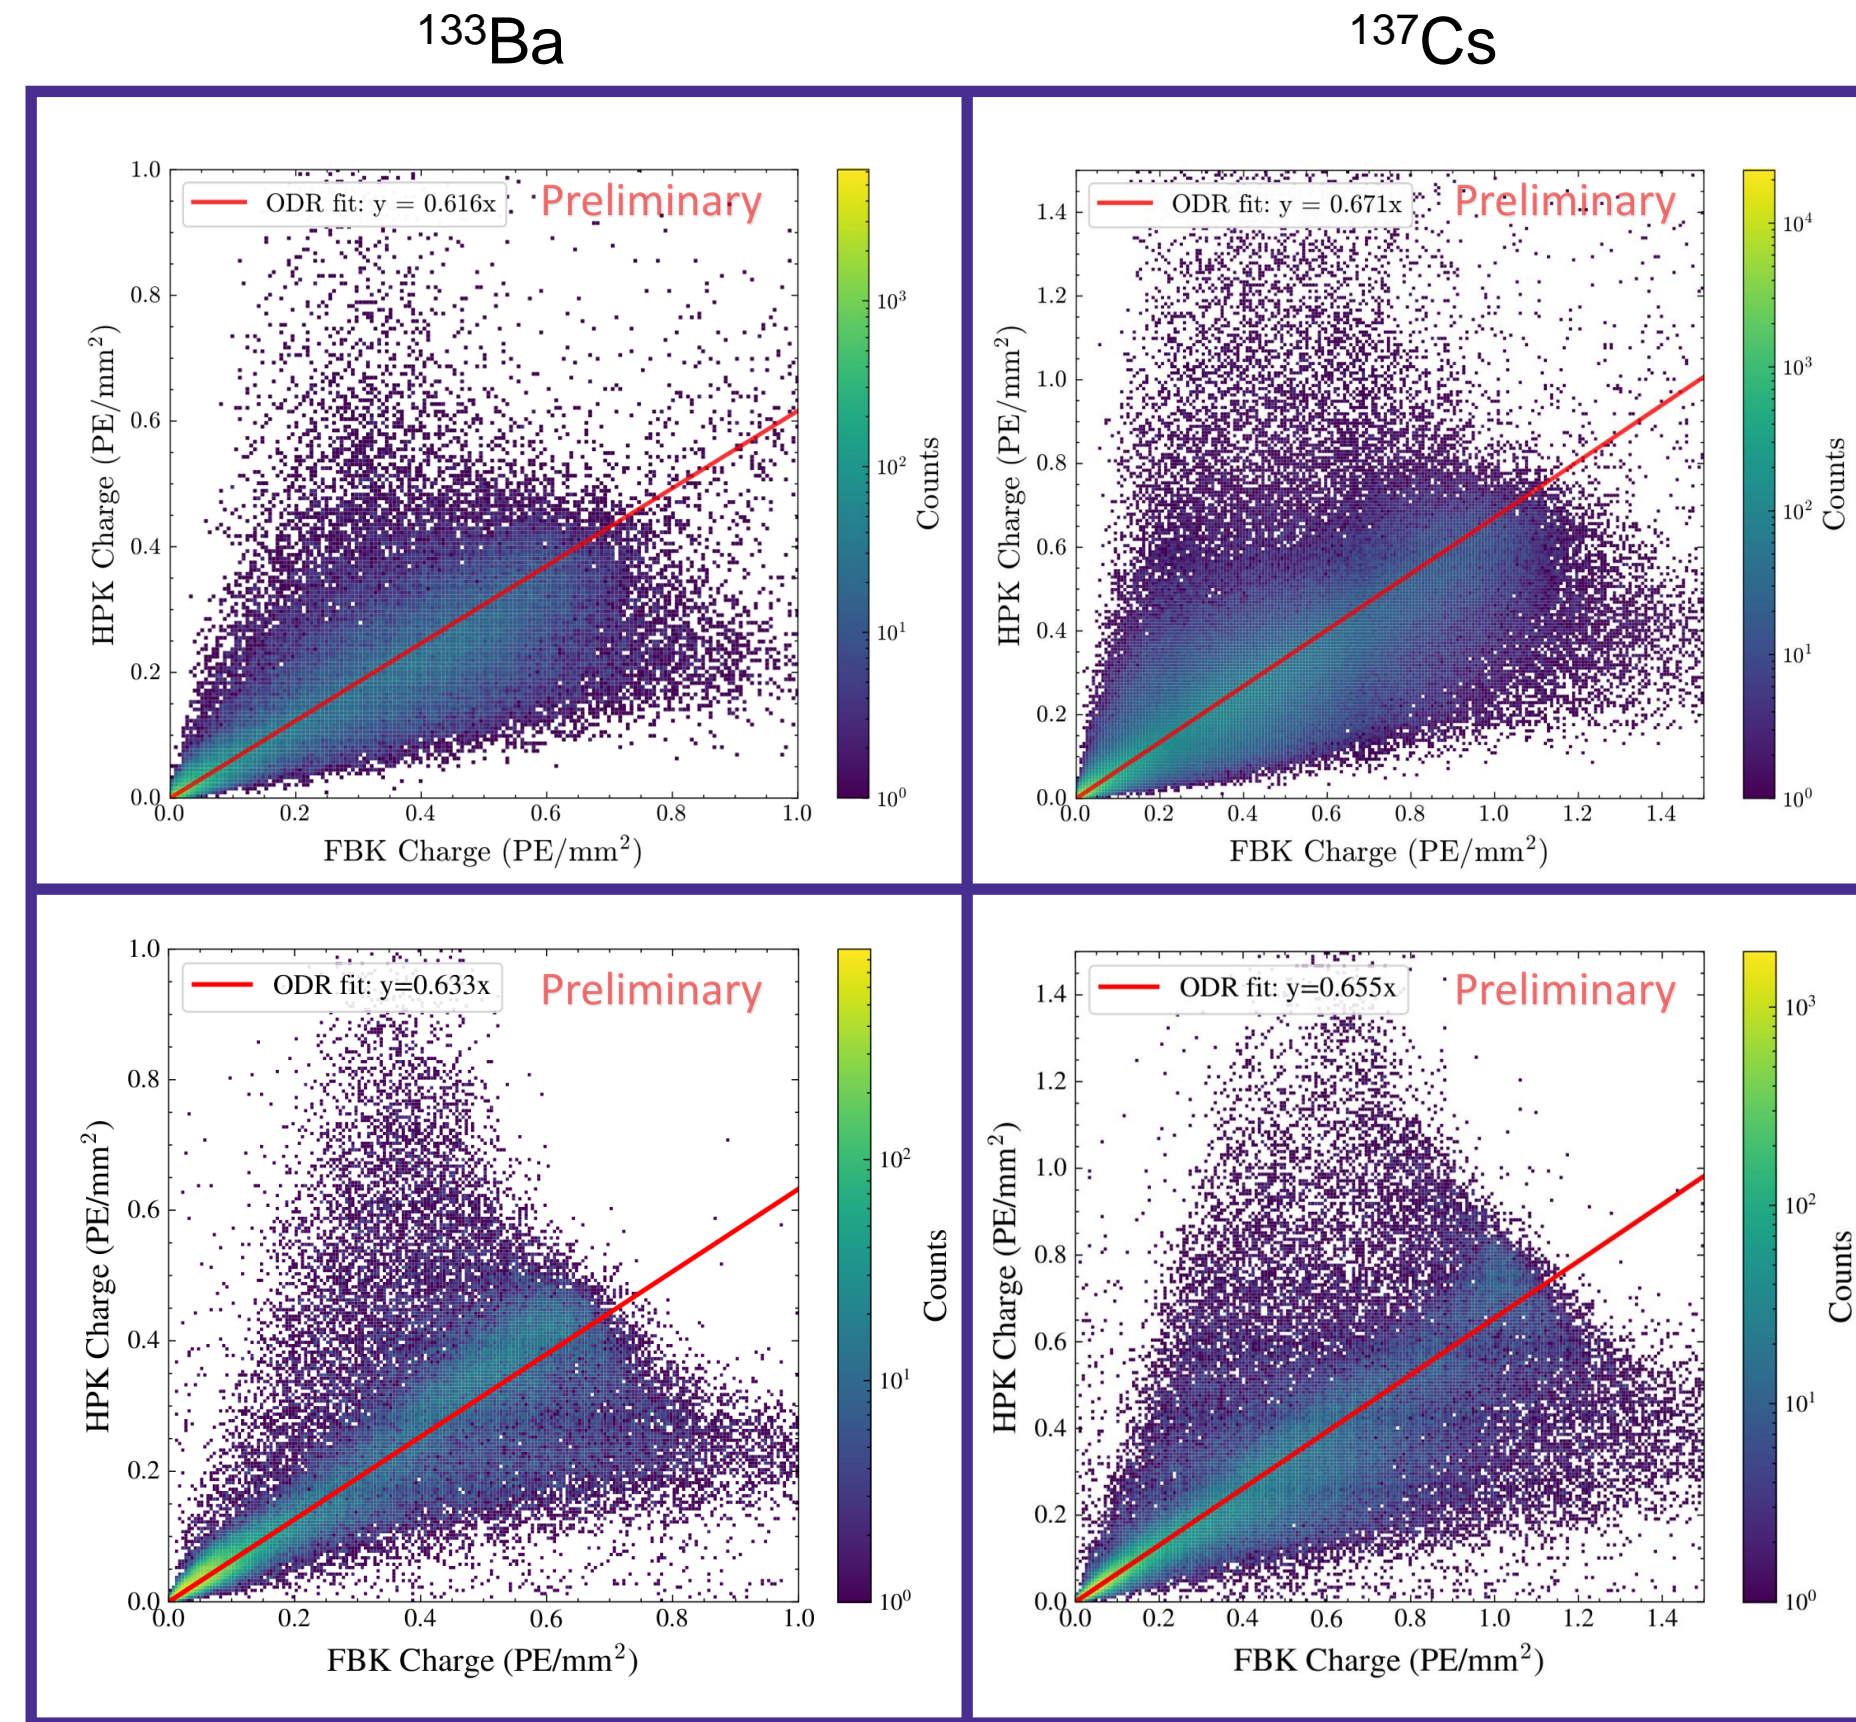 ¹³³Ba
¹³⁷Cs
ODR fit: y = 0.616x
Preliminary
1.0
0.8
0.6
0.4
0.2
0.0
0.0 0.2 0.4 0.6 0.8 1.0
HPK Charge (PE/mm²)
FBK Charge (PE/mm²)
10³
10²
10¹
10⁰
Counts
ODR fit: y = 0.671x
Preliminary
1.4
1.2
1.0
0.8
0.6
0.4
0.2
0.0
0.0 0.2 0.4 0.6 0.8 1.0 1.2 1.4
HPK Charge (PE/mm²)
FBK Charge (PE/mm²)
10⁴
10³
10²
10¹
10⁰
Counts
ODR fit: y=0.633x
Preliminary
1.0
0.8
0.6
0.4
0.2
0.0
0.0 0.2 0.4 0.6 0.8 1.0
HPK Charge (PE/mm²)
FBK Charge (PE/mm²)
10²
10¹
10⁰
Counts
ODR fit: y=0.655x
Preliminary
1.4
1.2
1.0
0.8
0.6
0.4
0.2
0.0
0.0 0.2 0.4 0.6 0.8 1.0 1.2 1.4
HPK Charge (PE/mm²)
FBK Charge (PE/mm²)
10³
10²
10¹
10⁰
Counts